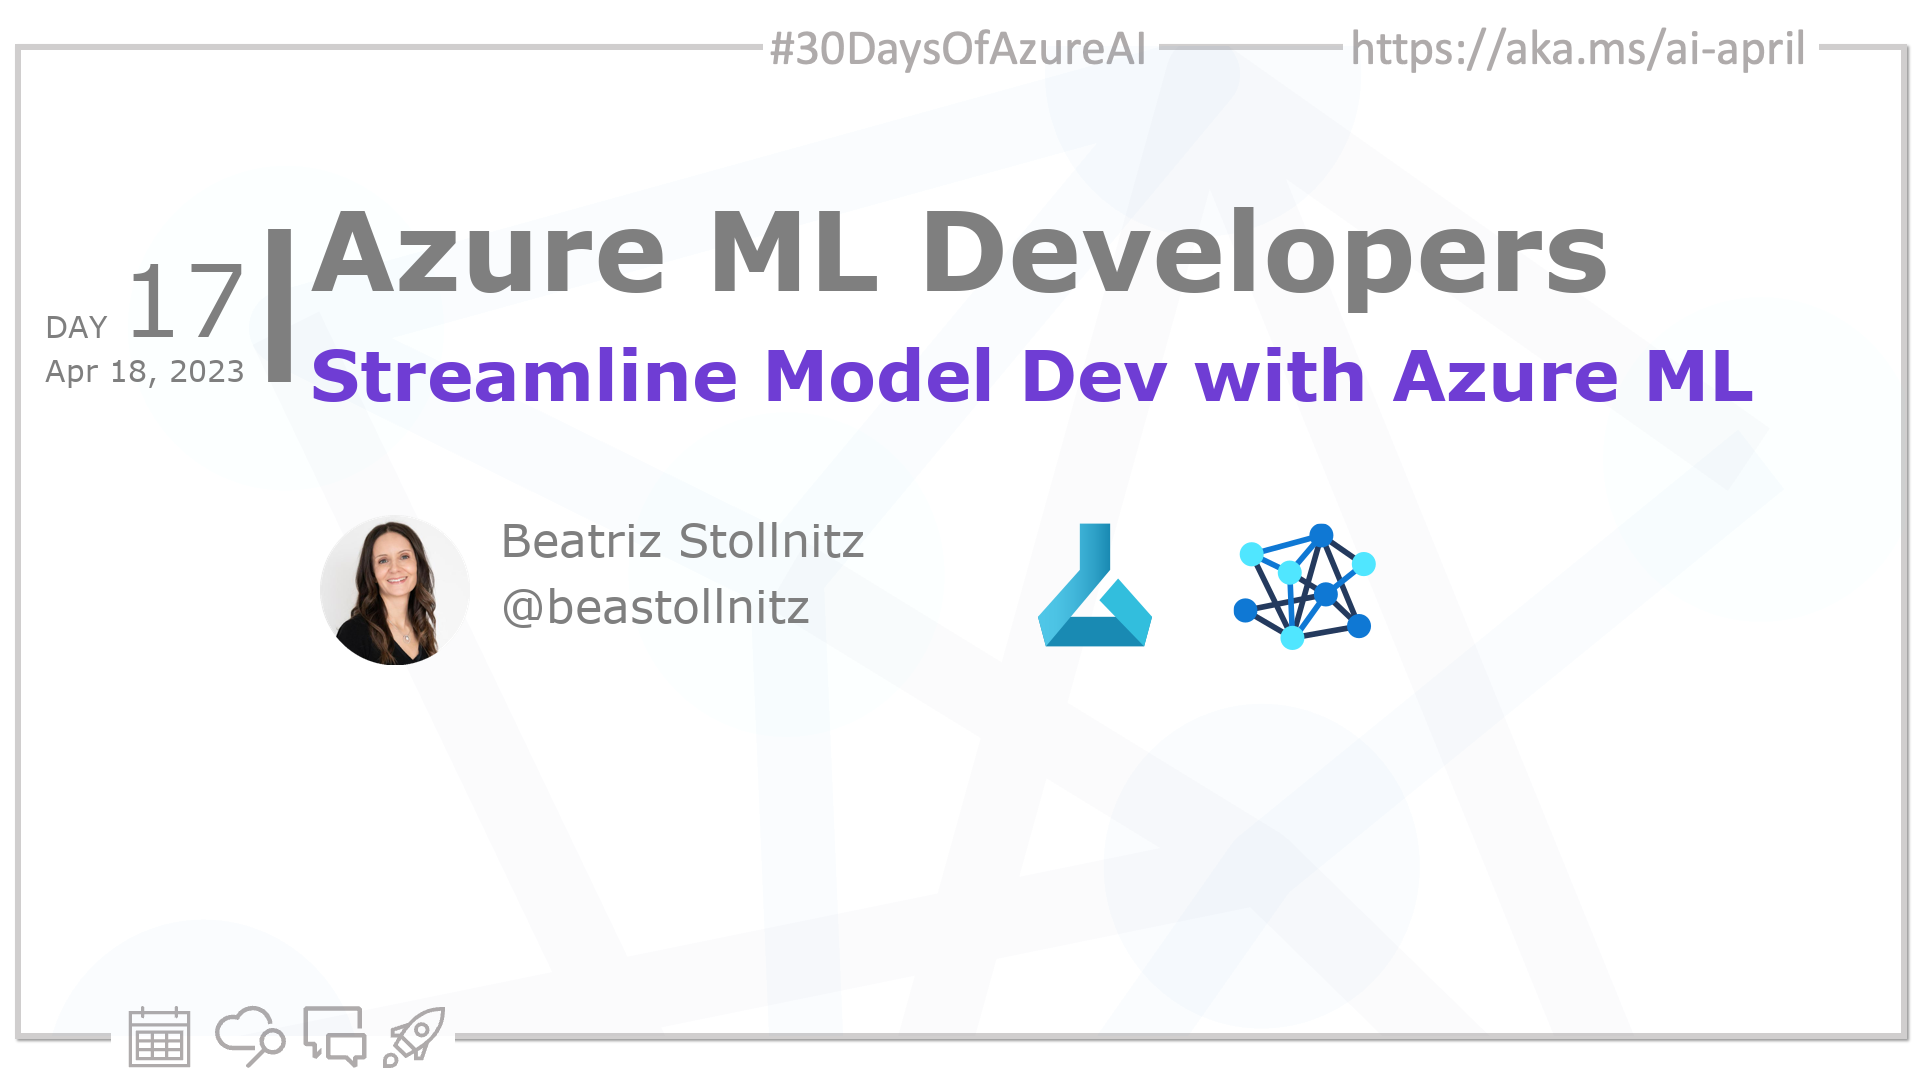 #30DaysOfAzureAI
https://aka.ms/ai-april
Azure ML Developers
DAY 17
Apr 18, 2023
Streamline Model Dev with Azure ML
Beatriz Stollnitz
@beastollnitz